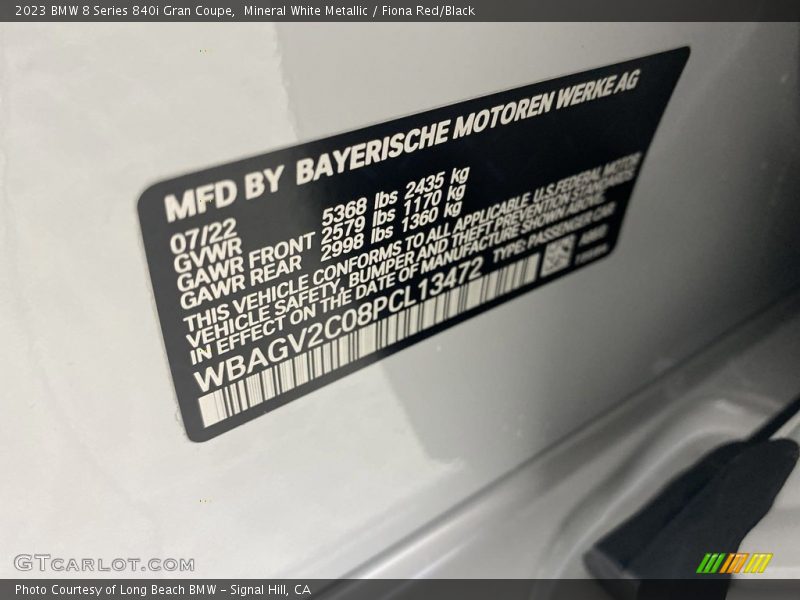 2023 BMW 8 Series 840i Gran Coupe, Mineral White Metallic / Fiona Red/Black
MFD BY BAYERISCHE MOTOREN WERKE AG
07/22
GVWR 5368 lbs 2435 kg
GAWR FRONT 2579 lbs 1170 kg
GAWR REAR 2998 lbs 1360 kg
THIS VEHICLE CONFORMS TO ALL APPLICABLE U.S. FEDERAL MOTOR
VEHICLE SAFETY, BUMPER AND THEFT PREVENTION STANDARDS
IN EFFECT ON THE DATE OF MANUFACTURE SHOWN ABOVE.
WBAGV2C08PCL13472 TYPE: PASSENGER CAR
GTCARLOT.COM
Photo Courtesy of Long Beach BMW - Signal Hill, CA